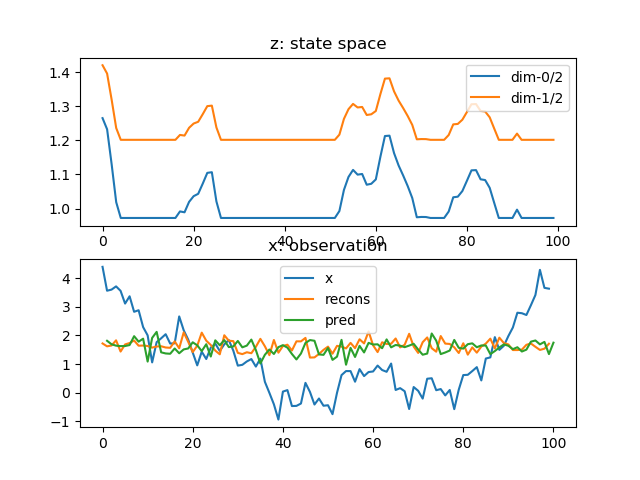 z: state space
1.4
1.3
1.2
1.1
1.0
dim-0/2
dim-1/2
0 20 40 60 80 100
x: observation
4
3
2
1
0
−1
x
recons
pred
0 20 40 60 80 100